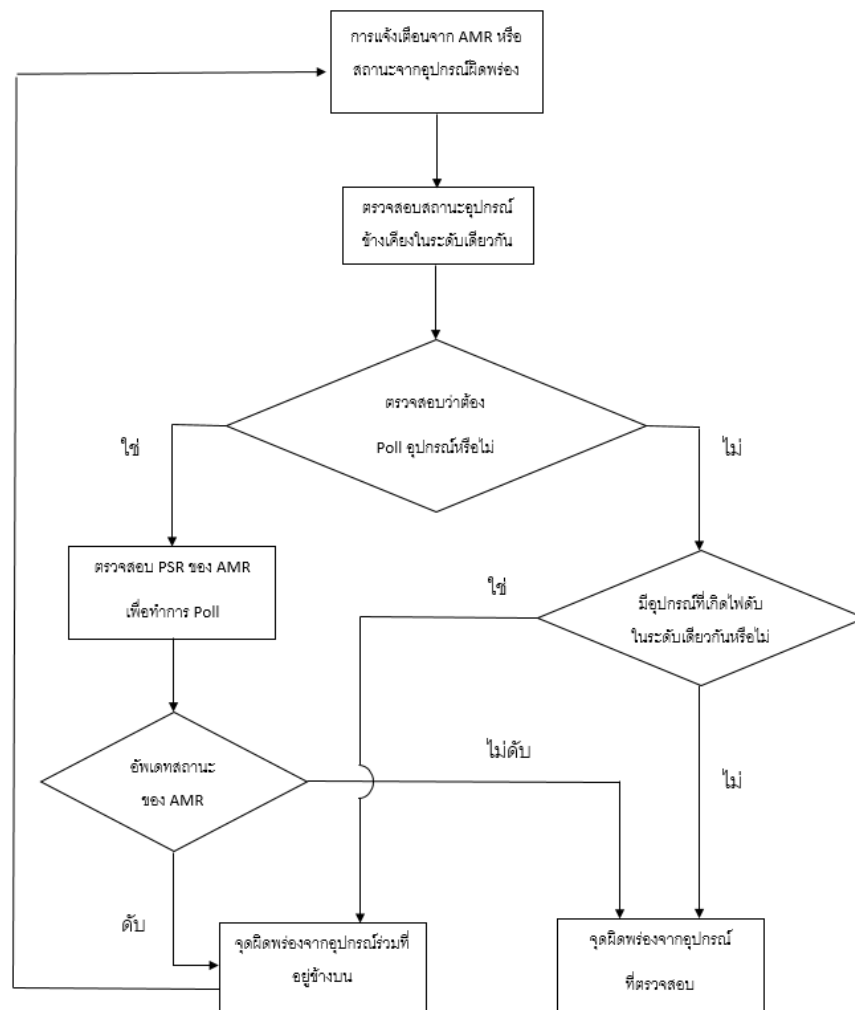 การแจ้งเตือนจาก AMR หรือ
สถานะจากอุปกรณ์ผิดพร่อง
ตรวจสอบสถานะอุปกรณ์
ข้างเคียงในระดับเดียวกัน
ตรวจสอบว่าต้อง
Poll อุปกรณ์หรือไม่
ใช่
ไม่
ตรวจสอบ PSR ของ AMR
เพื่อทำการ Poll
ใช่
มีอุปกรณ์ที่เกิดไฟดับ
ในระดับเดียวกันหรือไม่
อัพเดทสถานะ
ของ AMR
ไม่ดับ
ไม่
ดับ
จุดผิดพร่องจากอุปกรณ์ร่วมที่
อยู่ข้างบน
จุดผิดพร่องจากอุปกรณ์
ที่ตรวจสอบ